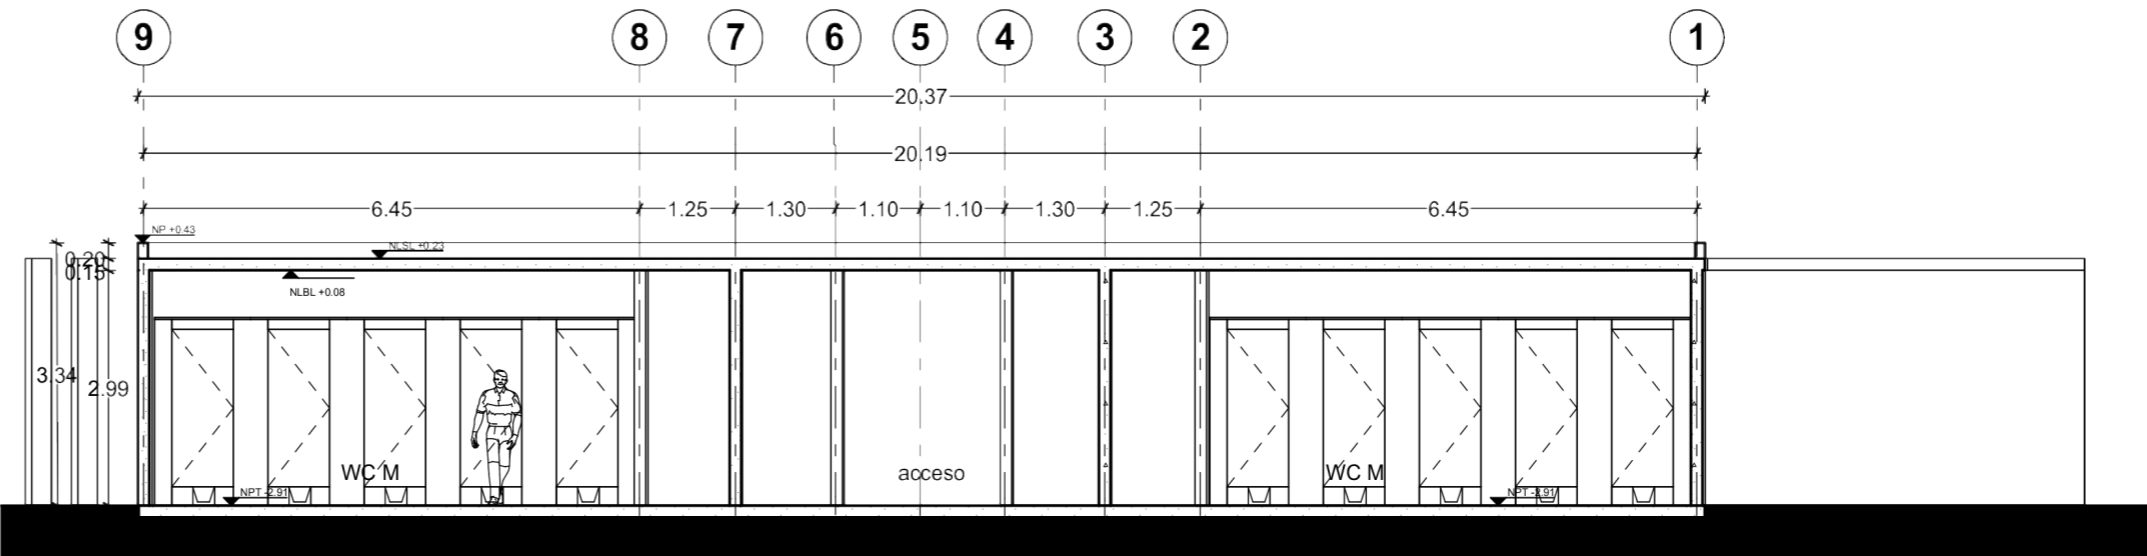 9 8 7 6 5 4 3 2 1
20.37
20.19
6.45 1.25 1.30 1.10 1.10 1.30 1.25 6.45
NP +0.43
NLSL +0.23
0.20
0.15
NLBL +0.08
3.34
2.99
WC M acceso WC M
NPT -2.91 NPT -2.91